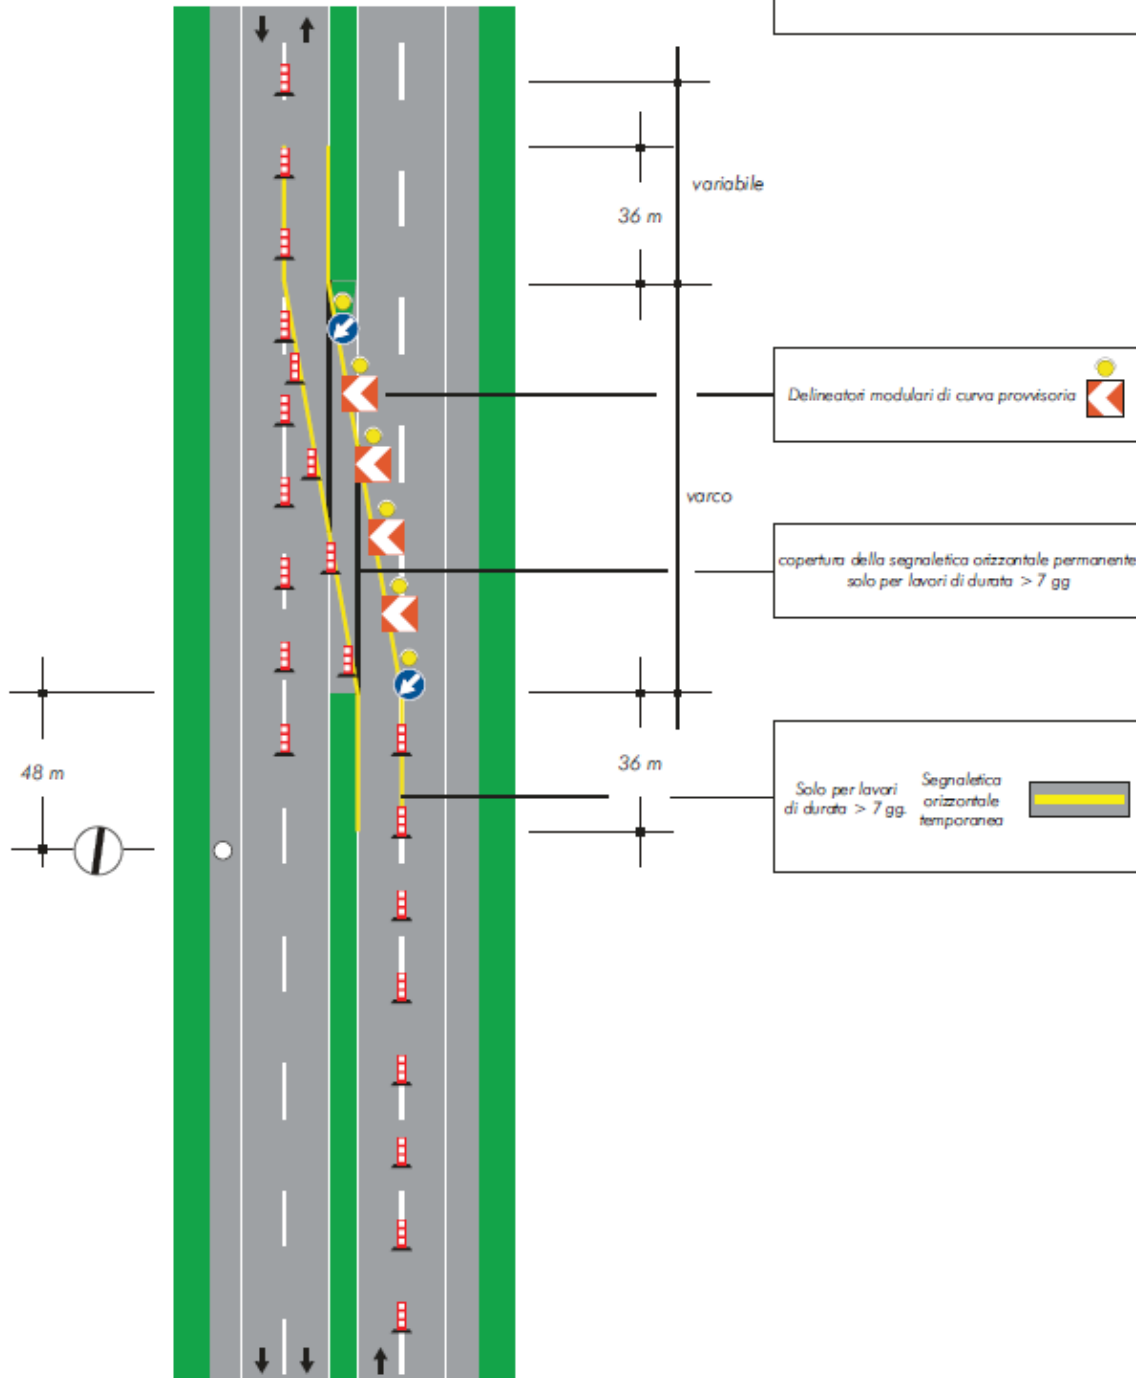 variabile
36 m
Delineatori modulari di curva provvisoria
varco
copertura della segnaletica orizzontale permanente
solo per lavori di durata > 7 gg
48 m
36 m
Solo per lavori
di durata > 7 gg.
Segnaletica
orizzontale
temporanea